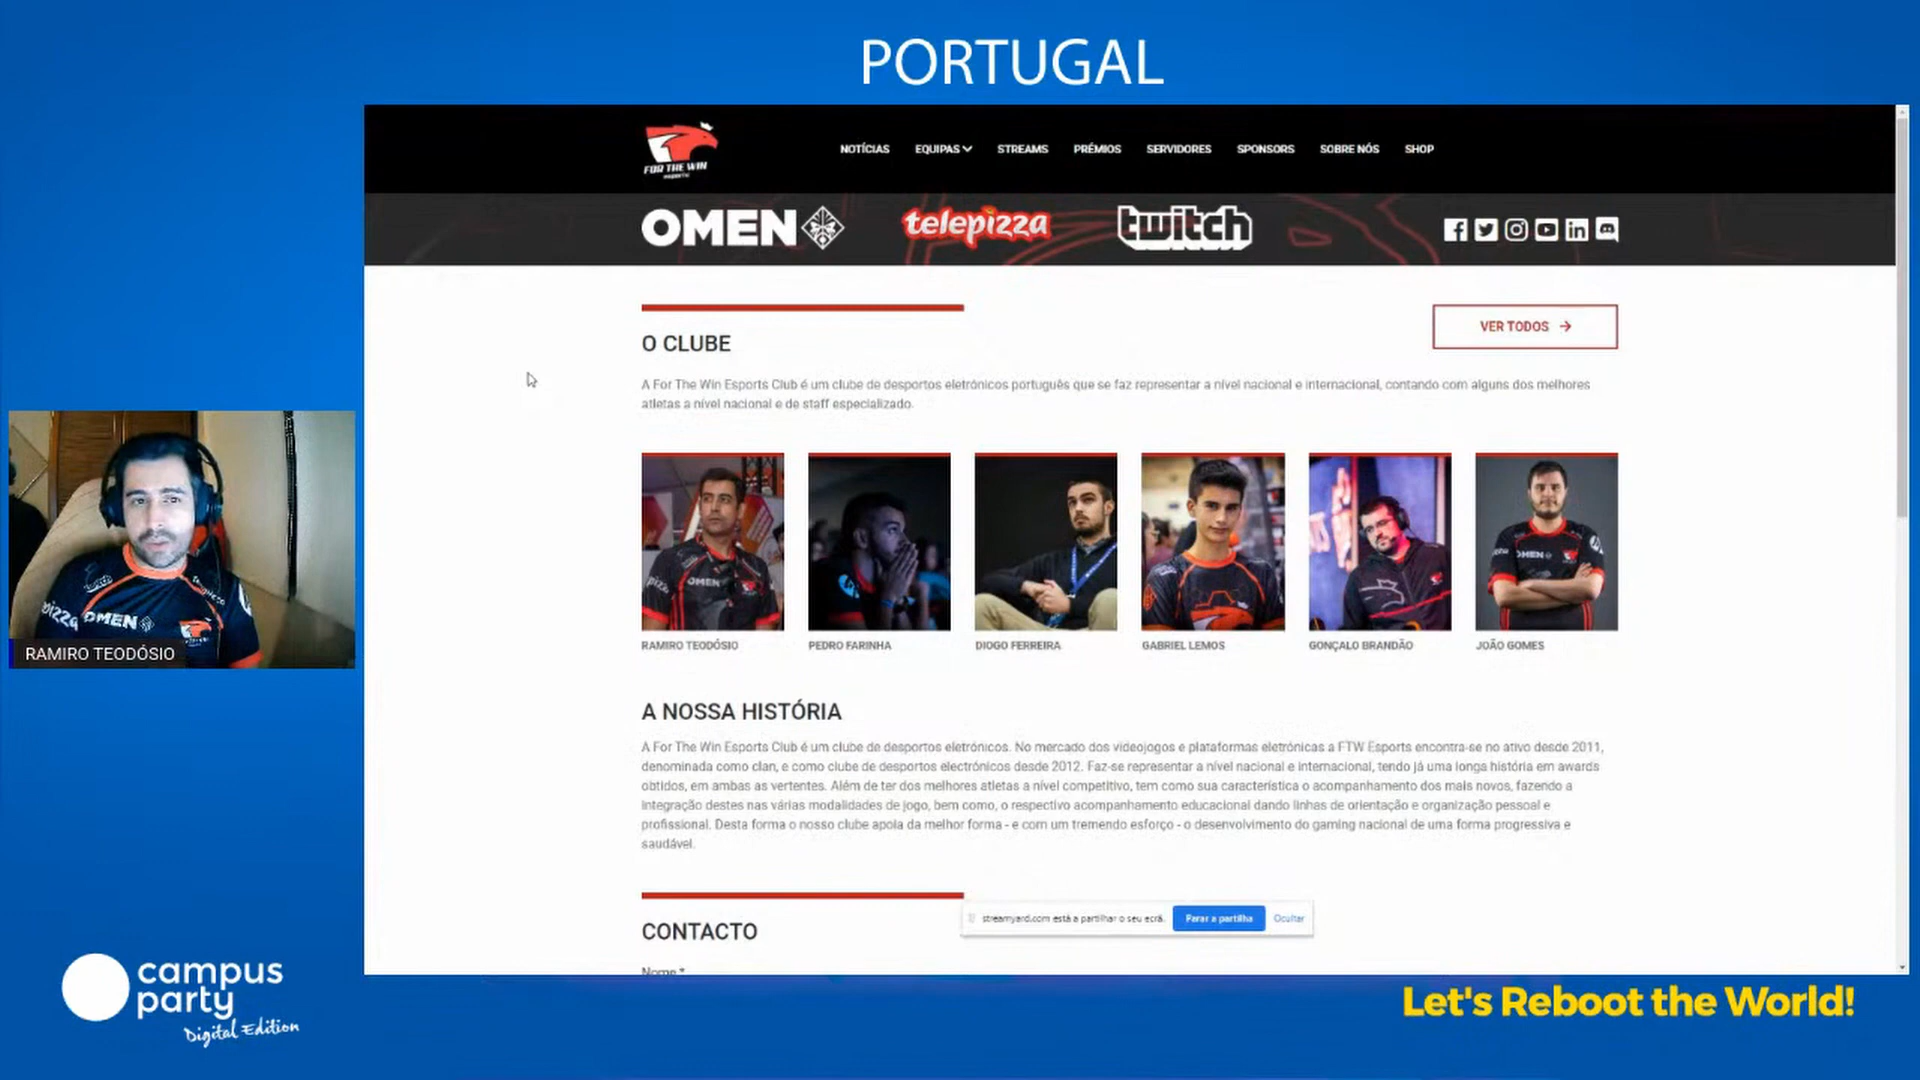 PORTUGAL
FOR THE WIN
esports
NOTÍCIAS EQUIPAS STREAMS PRÉMIOS SERVIDORES SPONSORS SOBRE NÓS SHOP
OMEN telepizza twitch
VER TODOS →
O CLUBE
A For The Win Esports Club é um clube de desportos eletrónicos português que se faz representar a nível nacional e internacional, contando com alguns dos melhores
atletas a nível nacional e de staff especializado.
OMEN
RAMIRO TEODÓSIO
RAMIRO TEODÓSIO PEDRO FARINHA DIOGO FERREIRA GABRIEL LEMOS GONÇALO BRANDÃO JOÃO GOMES
A NOSSA HISTÓRIA
A For The Win Esports Club é um clube de desportos eletrónicos. No mercado dos videojogos e plataformas eletrónicas a FTW Esports encontra-se no ativo desde 2011,
denominada como clan, e como clube de desportos electrónicos desde 2012. Faz-se representar a nível nacional e internacional, tendo já uma longa história em awards
obtidos, em ambas as vertentes. Além de ter dos melhores atletas a nível competitivo, tem como sua característica o acompanhamento dos mais novos, fazendo a
integração destes nas várias modalidades de jogo, bem como, o respectivo acompanhamento educacional dando linhas de orientação e organização pessoal e
profissional. Desta forma o nosso clube apoia da melhor forma - e com um tremendo esforço - o desenvolvimento do gaming nacional de uma forma progressiva e
saudável.
CONTACTO
streamyard.com está a partilhar o seu ecrã. Parar a partilha Ocultar
Nome *
campus
party
Digital Edition
Let's Reboot the World!